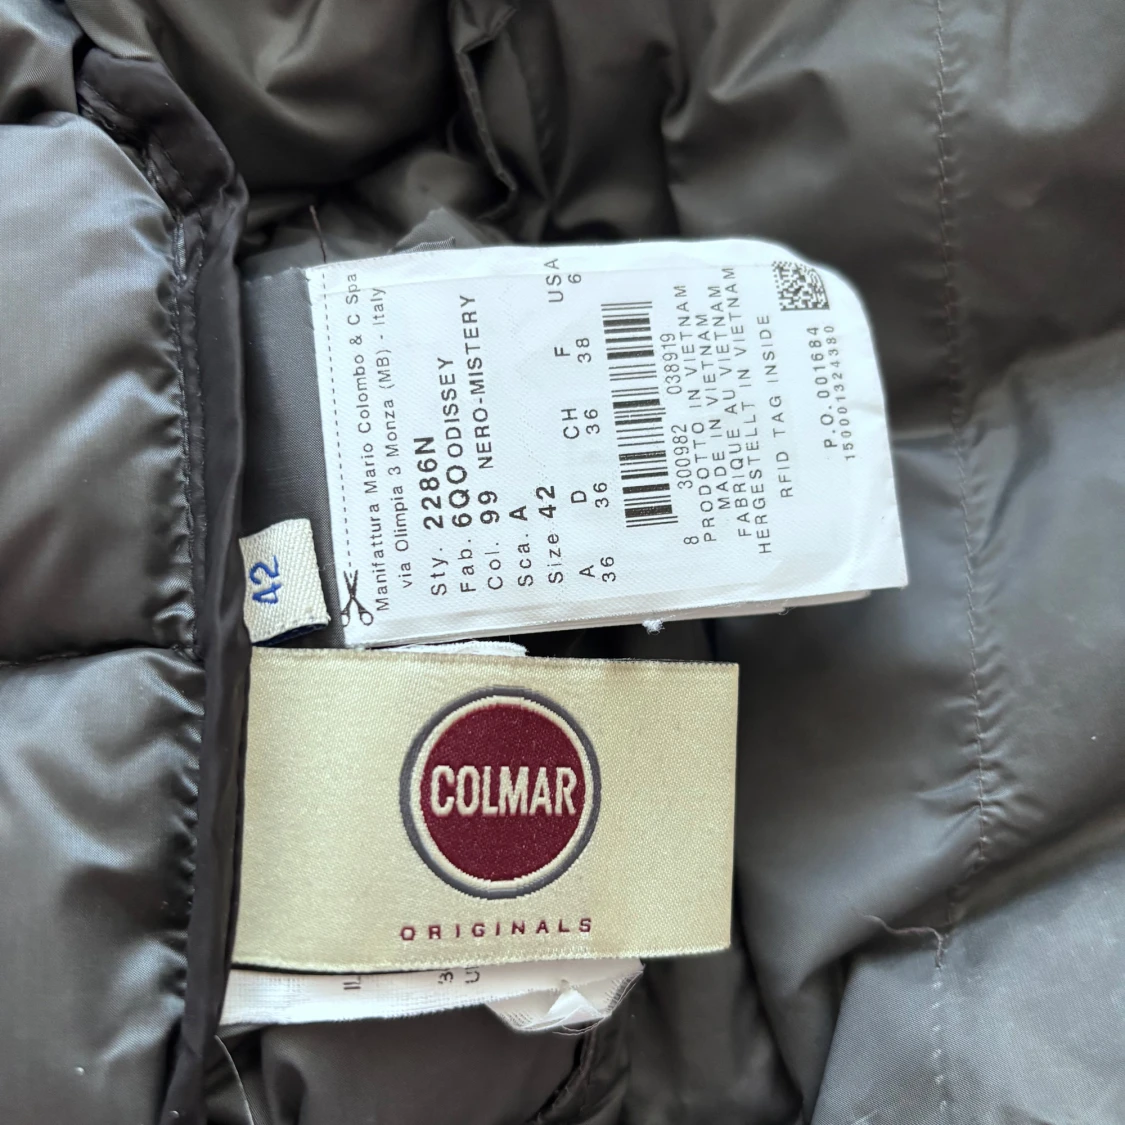 Manifattura Mario Colombo & C Spa
via Olimpia 3 Monza (MB) - Italy
Sty. 2286N
Fab. 6QO ODISSEY
Col. 99 NERO-MISTERY
Sca. A
Size 42
A D CH F USA
36 36 36 38 6
8 300982 038919
PRODOTTO IN VIETNAM
MADE IN VIETNAM
FABRIQUE AU VIETNAM
HERGESTELLT IN VIETNAM
RFID TAG INSIDE
P.O. 001684
150001324380
42
COLMAR
ORIGINALS